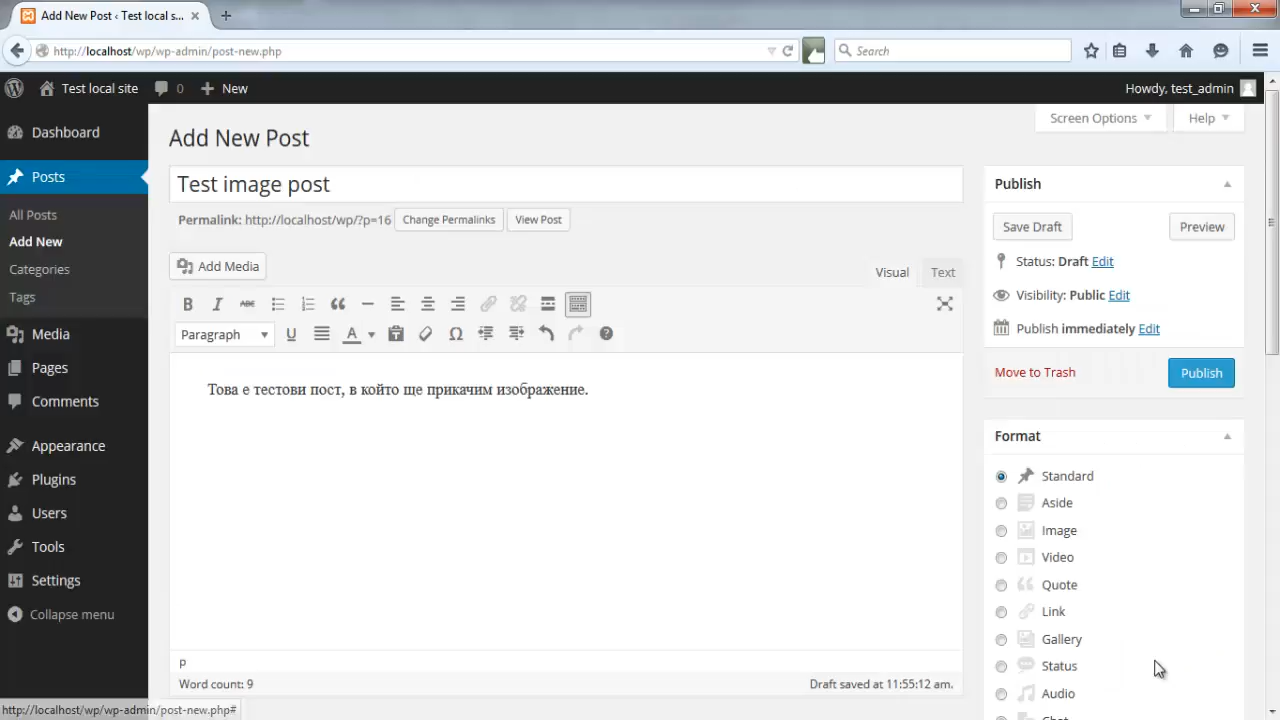 Add New Post ‹ Test local s...
http://localhost/wp/wp-admin/post-new.php
Search
Test local site
0
New
Howdy, test_admin
Dashboard
Posts
All Posts
Add New
Categories
Tags
Media
Pages
Comments
Appearance
Plugins
Users
Tools
Settings
Collapse menu
Screen Options
Help
Add New Post
Test image post
Permalink: http://localhost/wp/?p=16 Change Permalinks View Post
Add Media
Visual Text
B I ABC
Paragraph U A Ω
Това е тестови пост, в който ще прикачим изображение.
p
Word count: 9
Draft saved at 11:55:12 am.
Publish
Save Draft Preview
Status: Draft Edit
Visibility: Public Edit
Publish immediately Edit
Move to Trash Publish
Format
Standard
Aside
Image
Video
Quote
Link
Gallery
Status
Audio
http://localhost/wp/wp-admin/post-new.php#